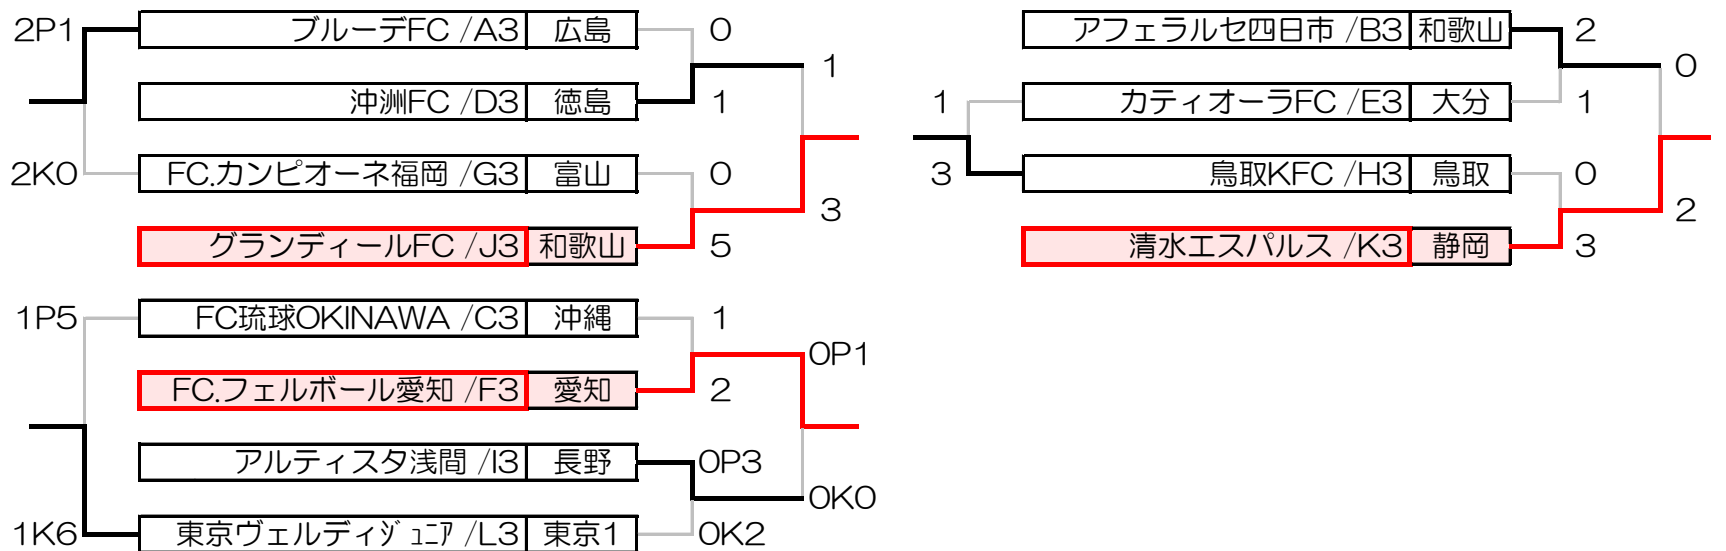 2P1 ブルーデFC /A3 広島 0
1
沖洲FC /D3 徳島 1
2K0 FC.カンピオーネ福岡 /G3 富山 0
3
グランディールFC /J3 和歌山 5
1P5 FC琉球OKINAWA /C3 沖縄 1
0P1
FC.フェルボール愛知 /F3 愛知 2
アルティスタ浅間 /I3 長野 0P3
0K0
1K6 東京ヴェルディジュニア /L3 東京1 0K2
アフェラルセ四日市 /B3 和歌山 2
0
1 カティオーラFC /E3 大分 1
3 鳥取KFC /H3 鳥取 0
2
清水エスパルス /K3 静岡 3